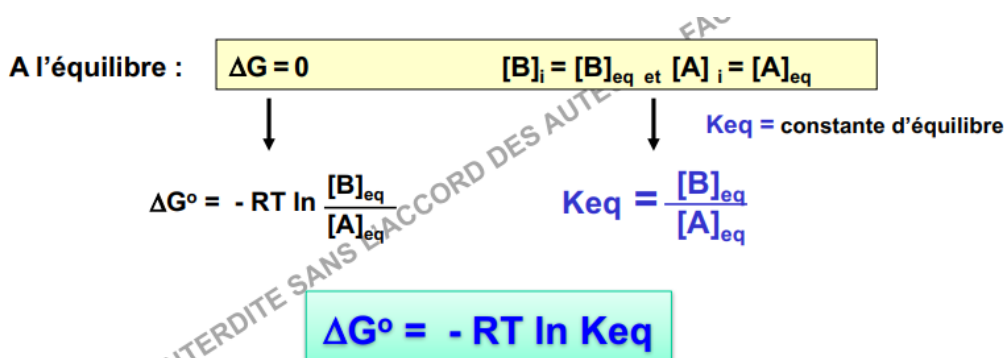 A l'équilibre : ΔG = 0 [B]i = [B]eq et [A] i = [A]eq
Keq = constante d'équilibre
ΔGº = - RT ln [B]eq / [A]eq
Keq = [B]eq / [A]eq
ΔGº = - RT ln Keq
TERDITE SANS L'ACCORD DES AUTE